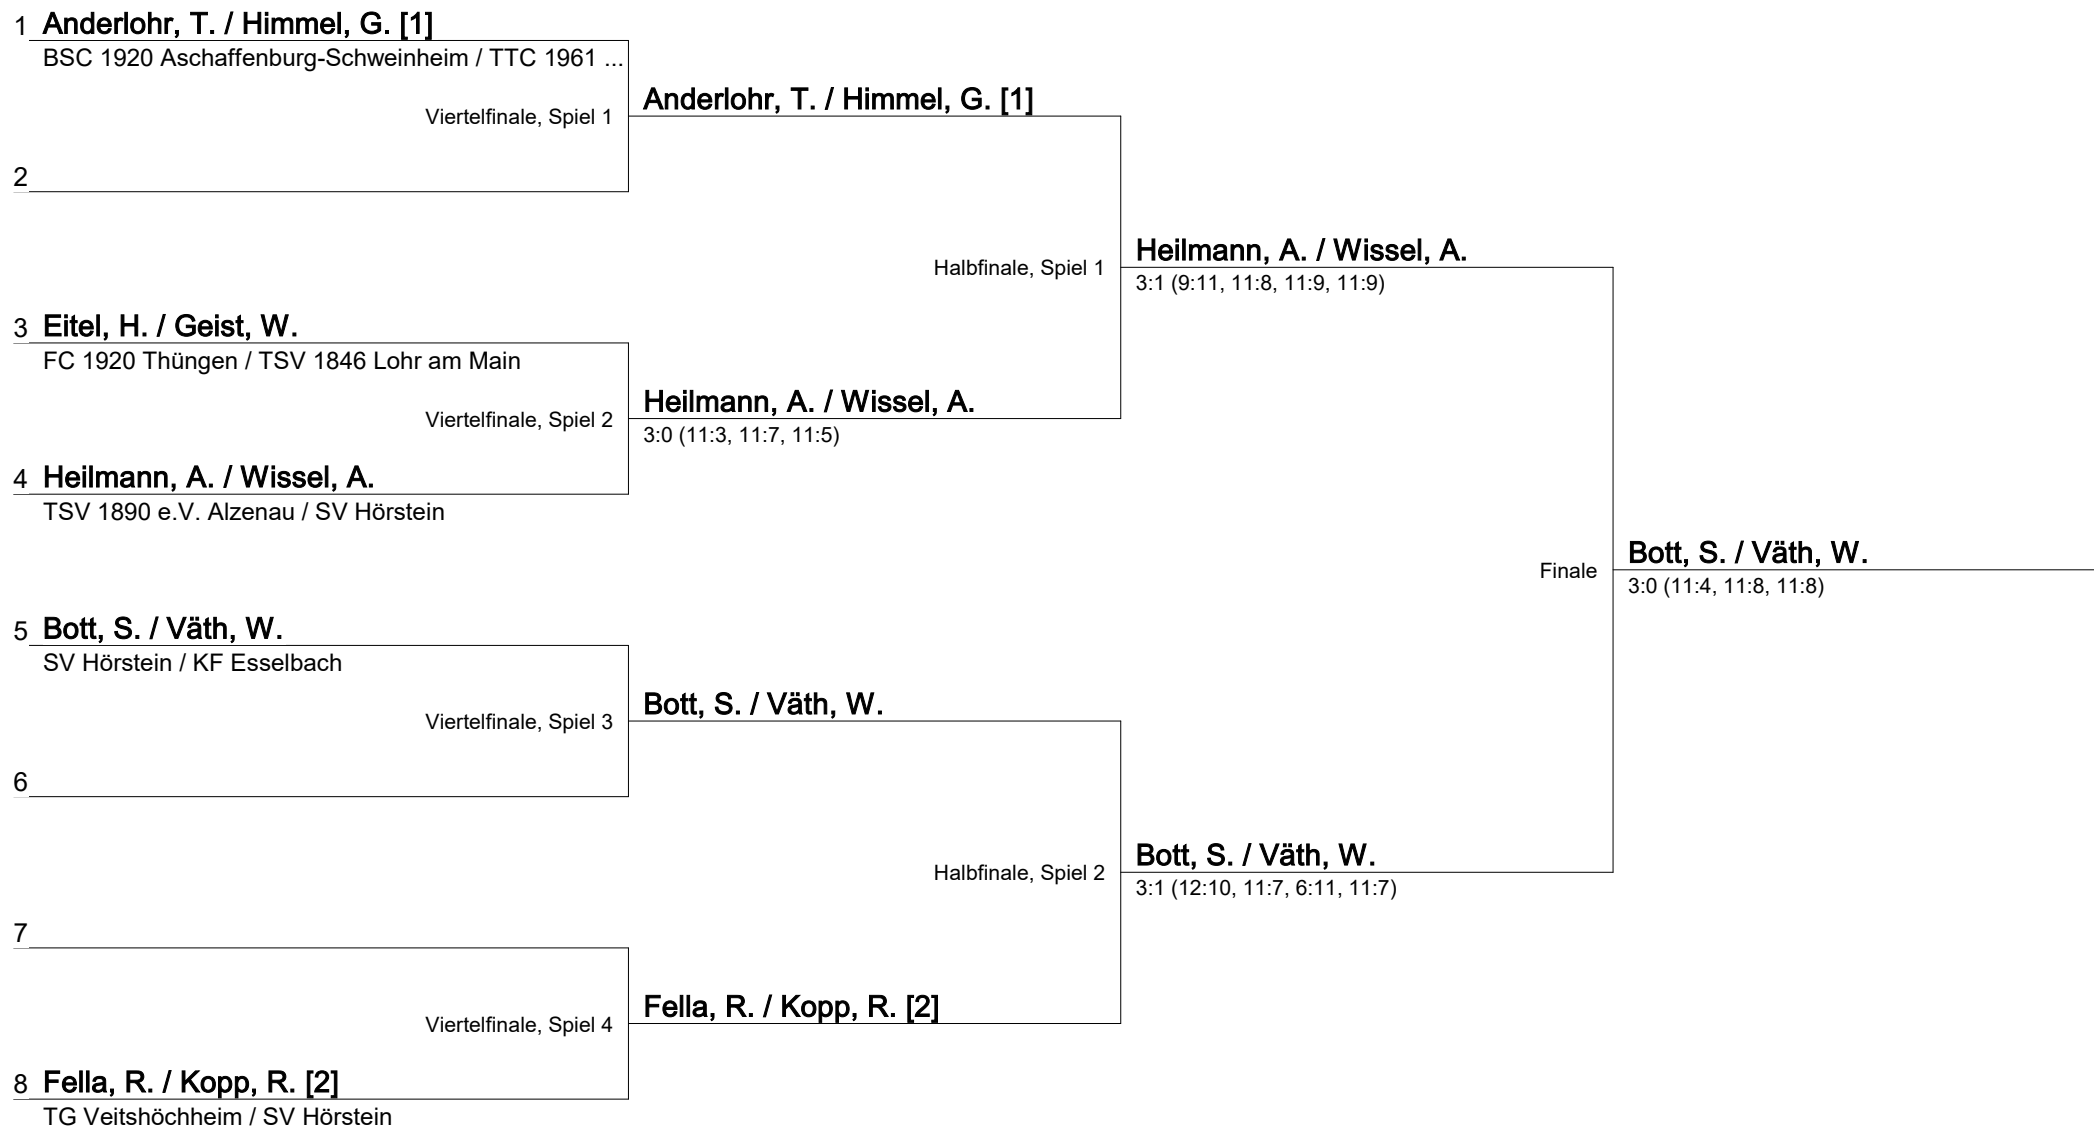 1 Anderlohr, T. / Himmel, G. [1]
BSC 1920 Aschaffenburg-Schweinheim / TTC 1961 ...
Viertelfinale, Spiel 1
Anderlohr, T. / Himmel, G. [1]
2
Halbfinale, Spiel 1
Heilmann, A. / Wissel, A.
3:1 (9:11, 11:8, 11:9, 11:9)
3 Eitel, H. / Geist, W.
FC 1920 Thüngen / TSV 1846 Lohr am Main
Viertelfinale, Spiel 2
Heilmann, A. / Wissel, A.
3:0 (11:3, 11:7, 11:5)
4 Heilmann, A. / Wissel, A.
TSV 1890 e.V. Alzenau / SV Hörstein
Finale
Bott, S. / Väth, W.
3:0 (11:4, 11:8, 11:8)
5 Bott, S. / Väth, W.
SV Hörstein / KF Esselbach
Viertelfinale, Spiel 3
Bott, S. / Väth, W.
6
Halbfinale, Spiel 2
Bott, S. / Väth, W.
3:1 (12:10, 11:7, 6:11, 11:7)
7
Viertelfinale, Spiel 4
Fella, R. / Kopp, R. [2]
8 Fella, R. / Kopp, R. [2]
TG Veitshöchheim / SV Hörstein